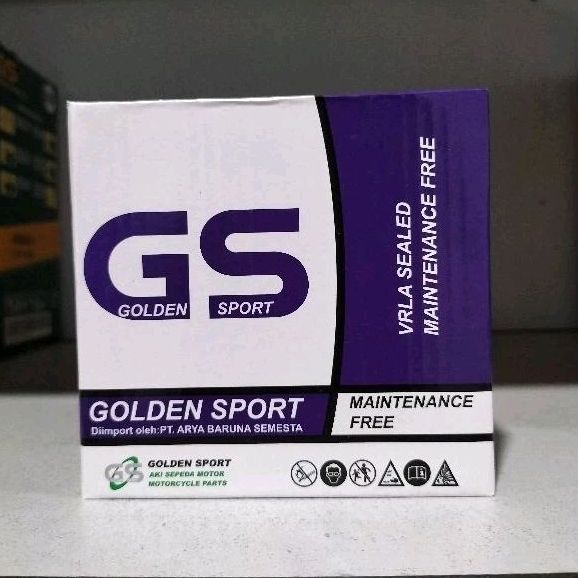 GS
GOLDEN SPORT
VRLA SEALED
MAINTENANCE FREE
GOLDEN SPORT
Diimport oleh:PT. ARYA BARUNA SEMESTA
MAINTENANCE
FREE
GS
GOLDEN SPORT
AKI SEPEDA MOTOR
MOTORCYCLE PARTS
GS